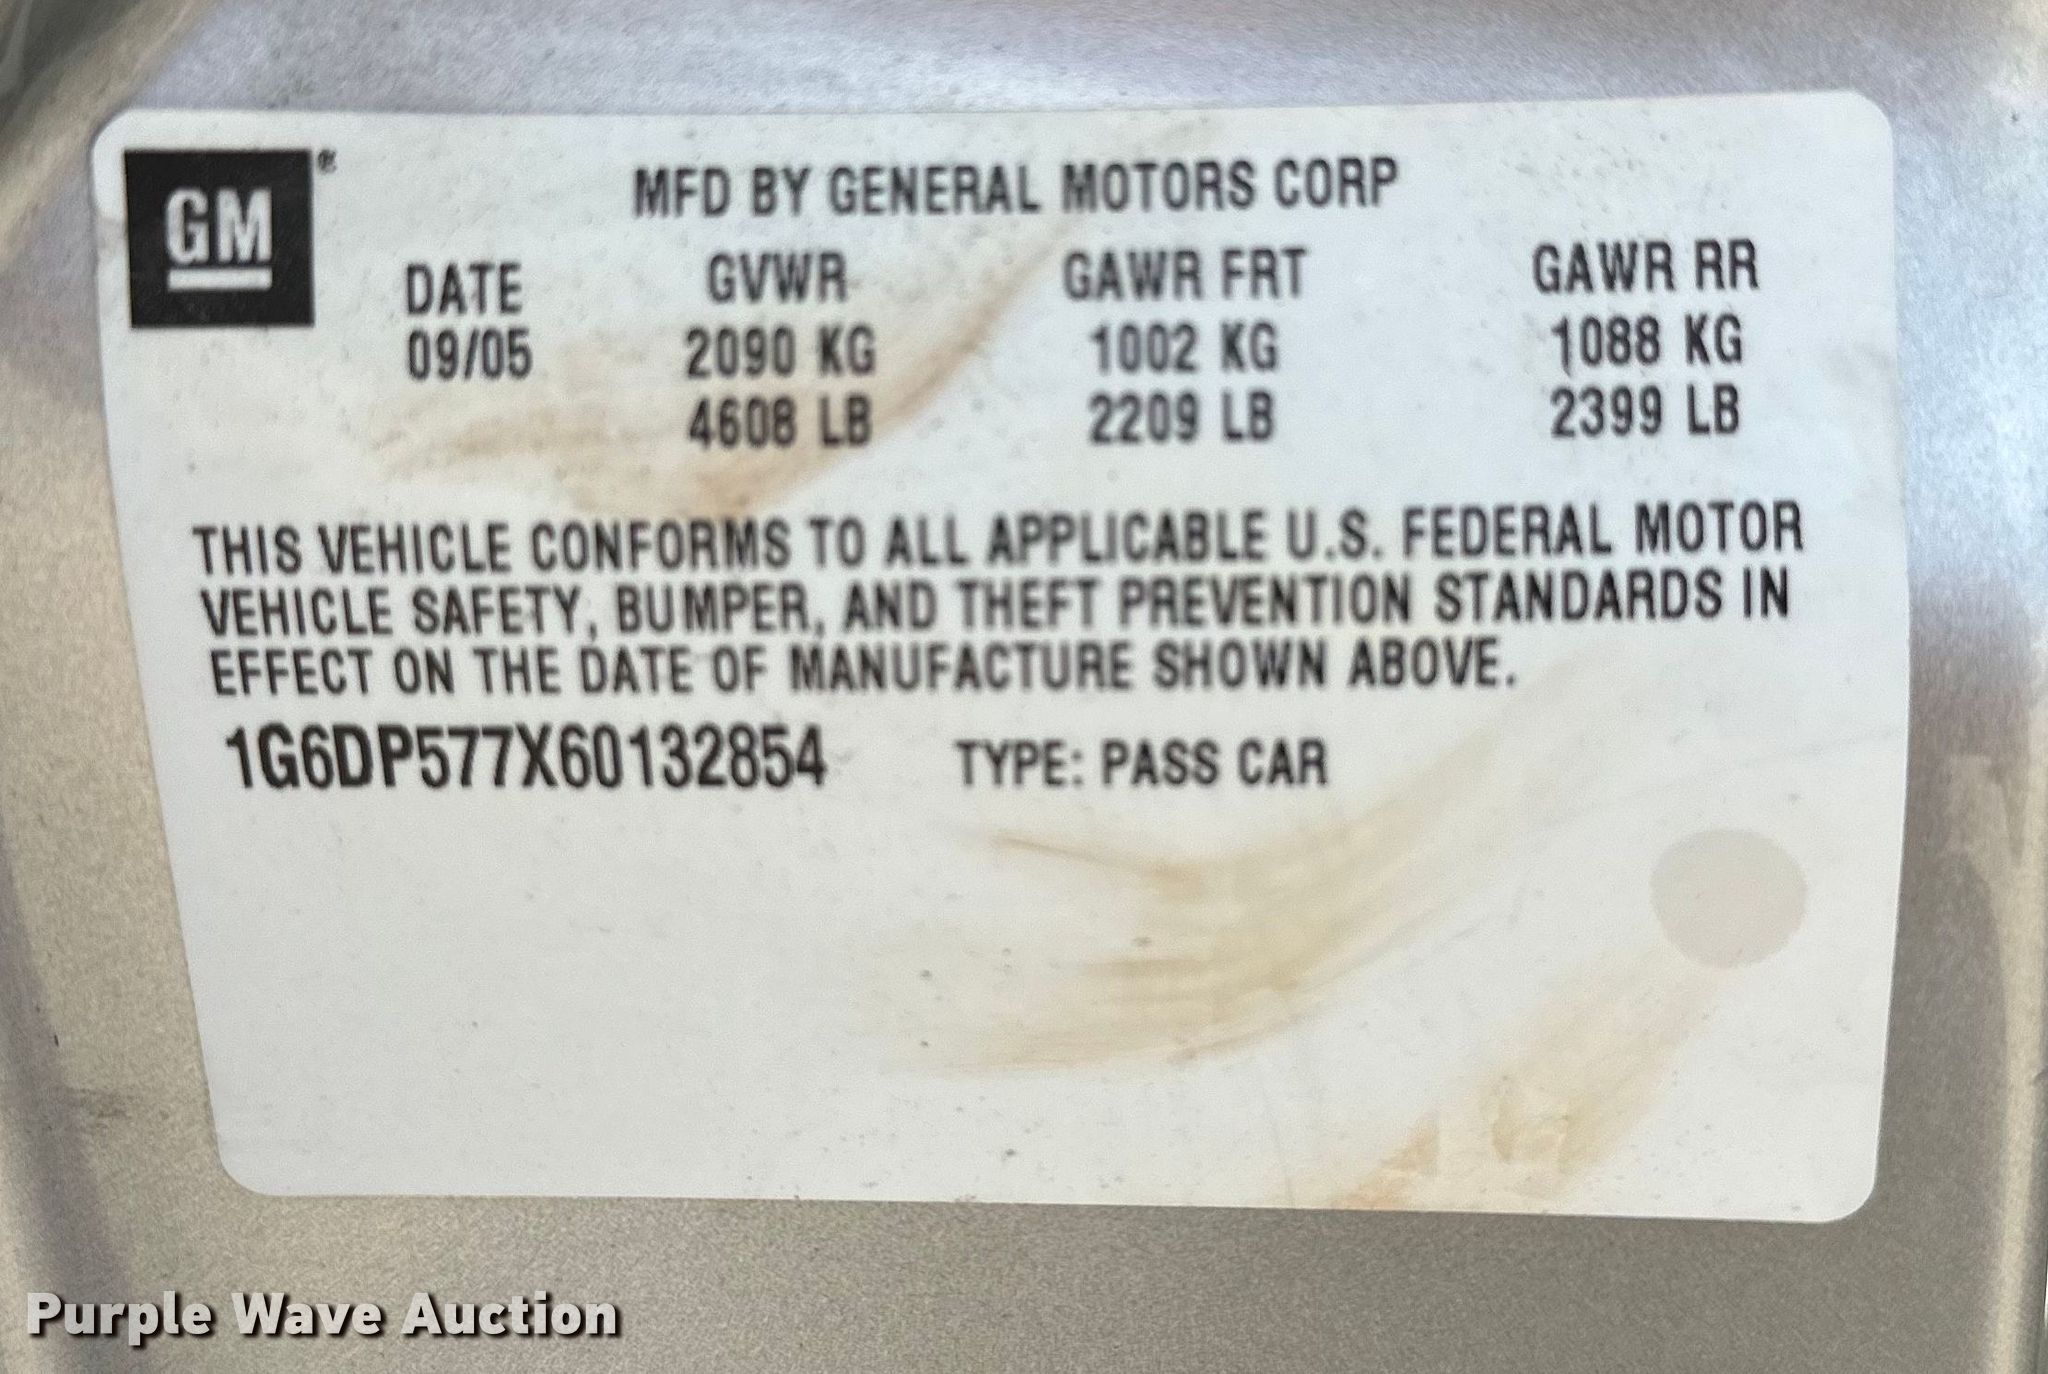 GM®
MFD BY GENERAL MOTORS CORP
DATE GVWR GAWR FRT GAWR RR
09/05 2090 KG 1002 KG 1088 KG
4608 LB 2209 LB 2399 LB
THIS VEHICLE CONFORMS TO ALL APPLICABLE U.S. FEDERAL MOTOR
VEHICLE SAFETY, BUMPER, AND THEFT PREVENTION STANDARDS IN
EFFECT ON THE DATE OF MANUFACTURE SHOWN ABOVE.
1G6DP577X60132854 TYPE: PASS CAR
Purple Wave Auction